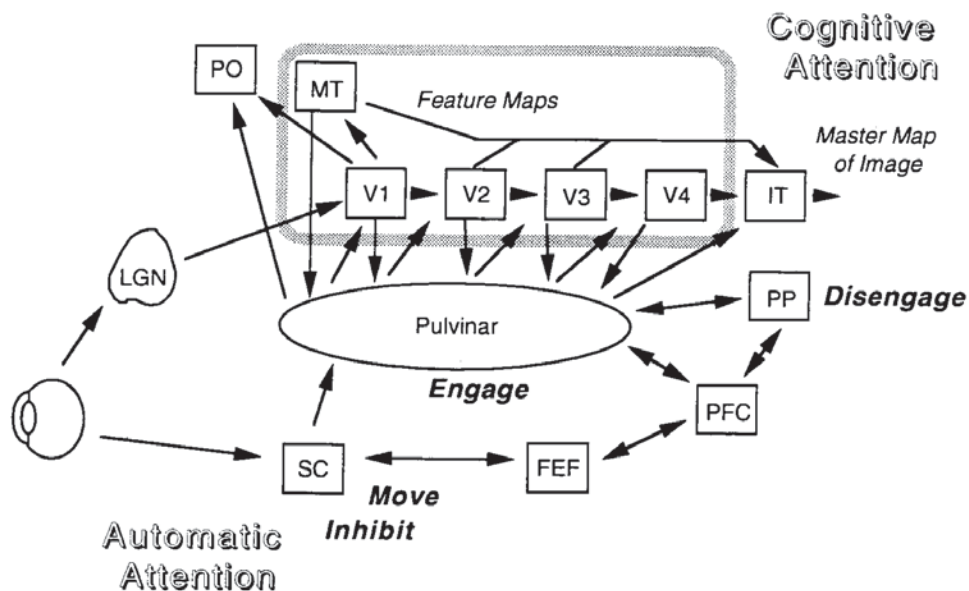 Cognitive
Attention
PO
MT
Feature Maps
Master Map
of Image
V1
V2
V3
V4
IT
LGN
Pulvinar
PP
Disengage
Engage
PFC
SC
FEF
Move
Inhibit
Automatic
Attention